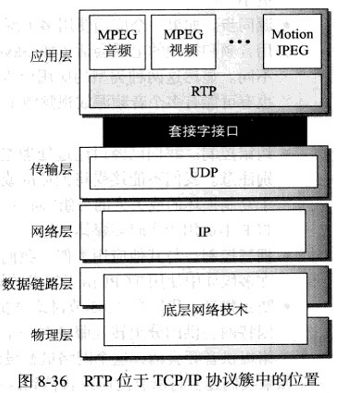 应用层
MPEG 音频
MPEG 视频
•••
Motion JPEG
RTP
套接字接口
传输层
UDP
网络层
IP
数据链路层
底层网络技术
物理层
图 8-36 RTP 位于 TCP/IP 协议簇中的位置